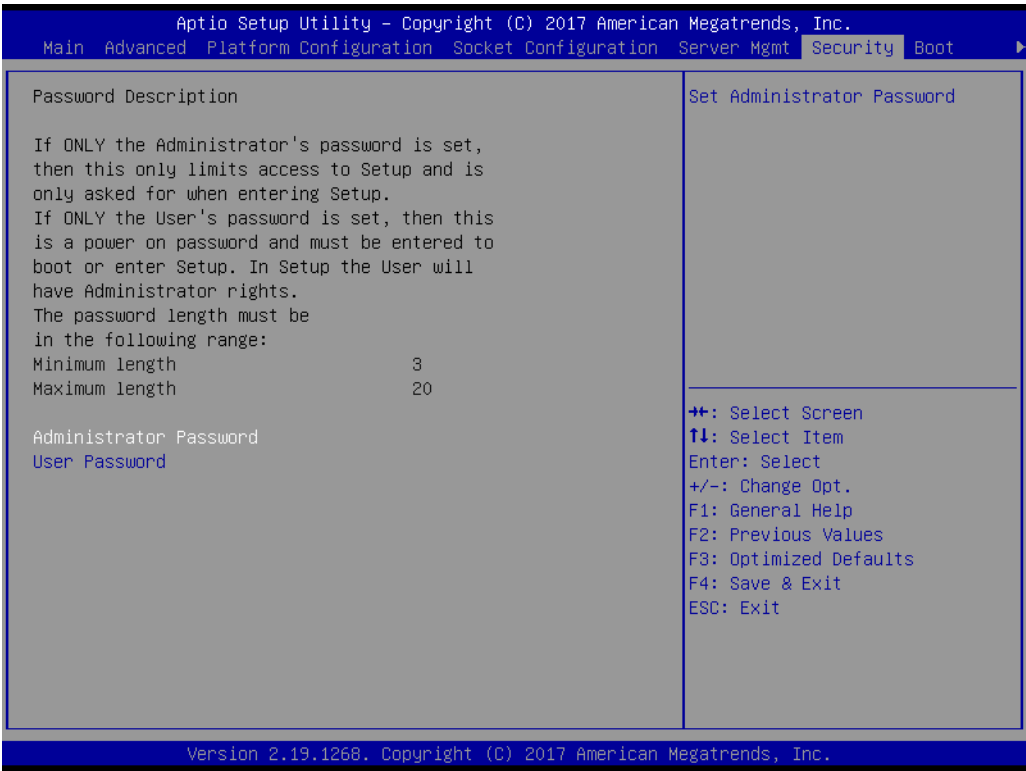 Aptio Setup Utility – Copyright (C) 2017 American Megatrends, Inc.
Main Advanced Platform Configuration Socket Configuration Server Mgmt Security Boot ▶
Password Description
If ONLY the Administrator's password is set,
then this only limits access to Setup and is
only asked for when entering Setup.
If ONLY the User's password is set, then this
is a power on password and must be entered to
boot or enter Setup. In Setup the User will
have Administrator rights.
The password length must be
in the following range:
Minimum length 3
Maximum length 20
Administrator Password
User Password
Set Administrator Password
→←: Select Screen
↑↓: Select Item
Enter: Select
+/-: Change Opt.
F1: General Help
F2: Previous Values
F3: Optimized Defaults
F4: Save & Exit
ESC: Exit
Version 2.19.1268. Copyright (C) 2017 American Megatrends, Inc.